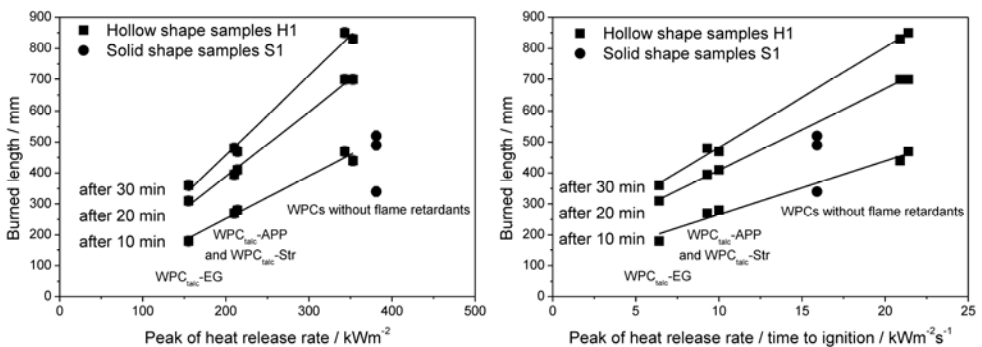 900
800
700
600
500
400
300
200
100
0
Burned length / mm
■ Hollow shape samples H1
● Solid shape samples S1
after 30 min
after 20 min
after 10 min
WPCs without flame retardants
WPCtalc-APP
and WPCtalc-Str
WPCtalc-EG
0 100 200 300 400 500
Peak of heat release rate / kWm-2
900
800
700
600
500
400
300
200
100
0
Burned length / mm
■ Hollow shape samples H1
● Solid shape samples S1
after 30 min
after 20 min
after 10 min
WPCs without flame retardants
WPCtalc-APP
and WPCtalc-Str
WPCtalc-EG
0 5 10 15 20 25
Peak of heat release rate / time to ignition / kWm-2s-1